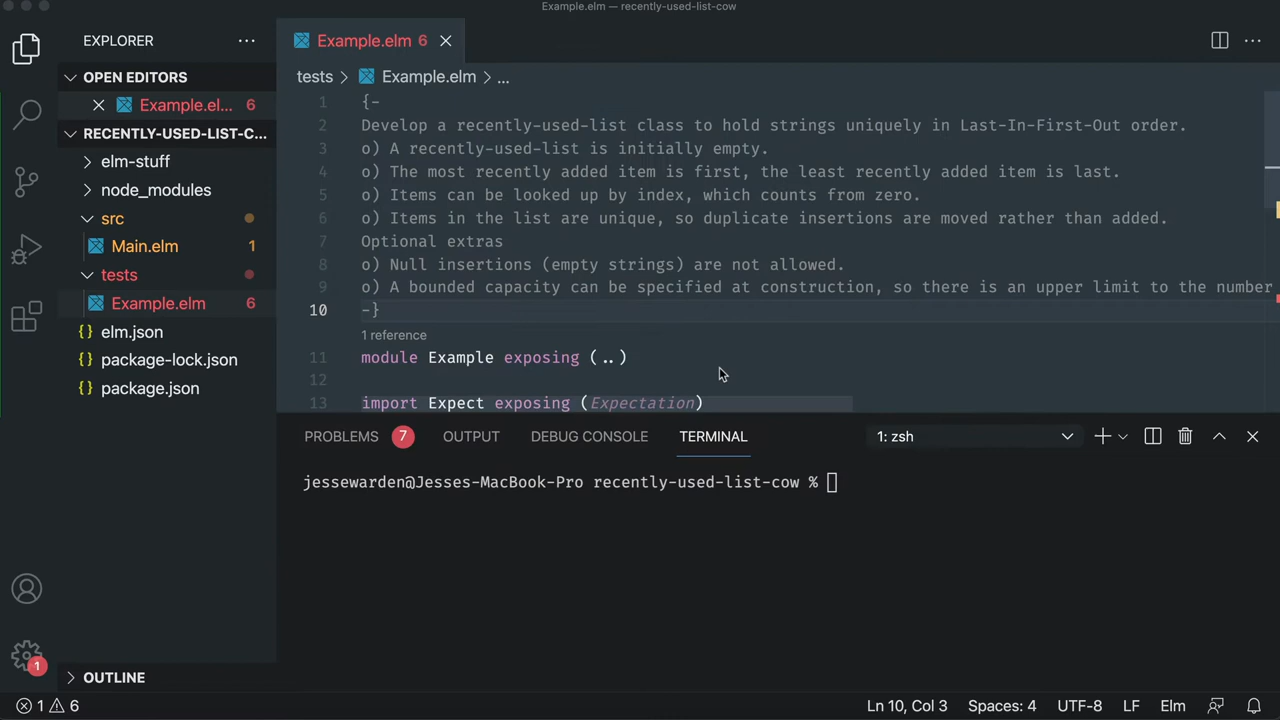 Example.elm — recently-used-list-cow
EXPLORER
Example.elm 6
OPEN EDITORS
Example.el... 6
RECENTLY-USED-LIST-C...
elm-stuff
node_modules
src
Main.elm 1
tests
Example.elm 6
elm.json
package-lock.json
package.json
OUTLINE
tests > Example.elm > ...
1 {-
2 Develop a recently-used-list class to hold strings uniquely in Last-In-First-Out order.
3 o) A recently-used-list is initially empty.
4 o) The most recently added item is first, the least recently added item is last.
5 o) Items can be looked up by index, which counts from zero.
6 o) Items in the list are unique, so duplicate insertions are moved rather than added.
7 Optional extras
8 o) Null insertions (empty strings) are not allowed.
9 o) A bounded capacity can be specified at construction, so there is an upper limit to the number
10 -}
1 reference
11 module Example exposing (..)
12
13 import Expect exposing (Expectation)
PROBLEMS 7 OUTPUT DEBUG CONSOLE TERMINAL 1: zsh
jessewarden@Jesses-MacBook-Pro recently-used-list-cow %
1
1 6 Ln 10, Col 3 Spaces: 4 UTF-8 LF Elm